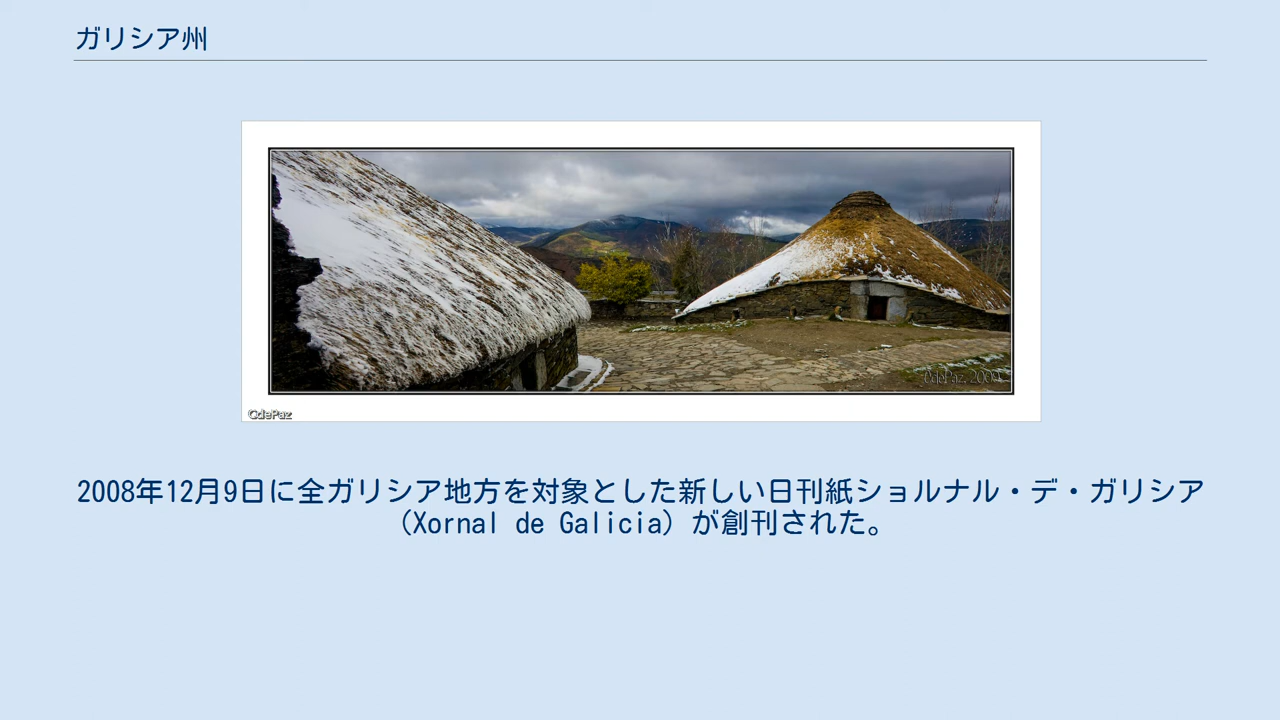 ガリシア州
CdePaz, 2009
CdePaz
2008年12月9日に全ガリシア地方を対象とした新しい日刊紙ショルナル・デ・ガリシア
（Xornal de Galicia）が創刊された。